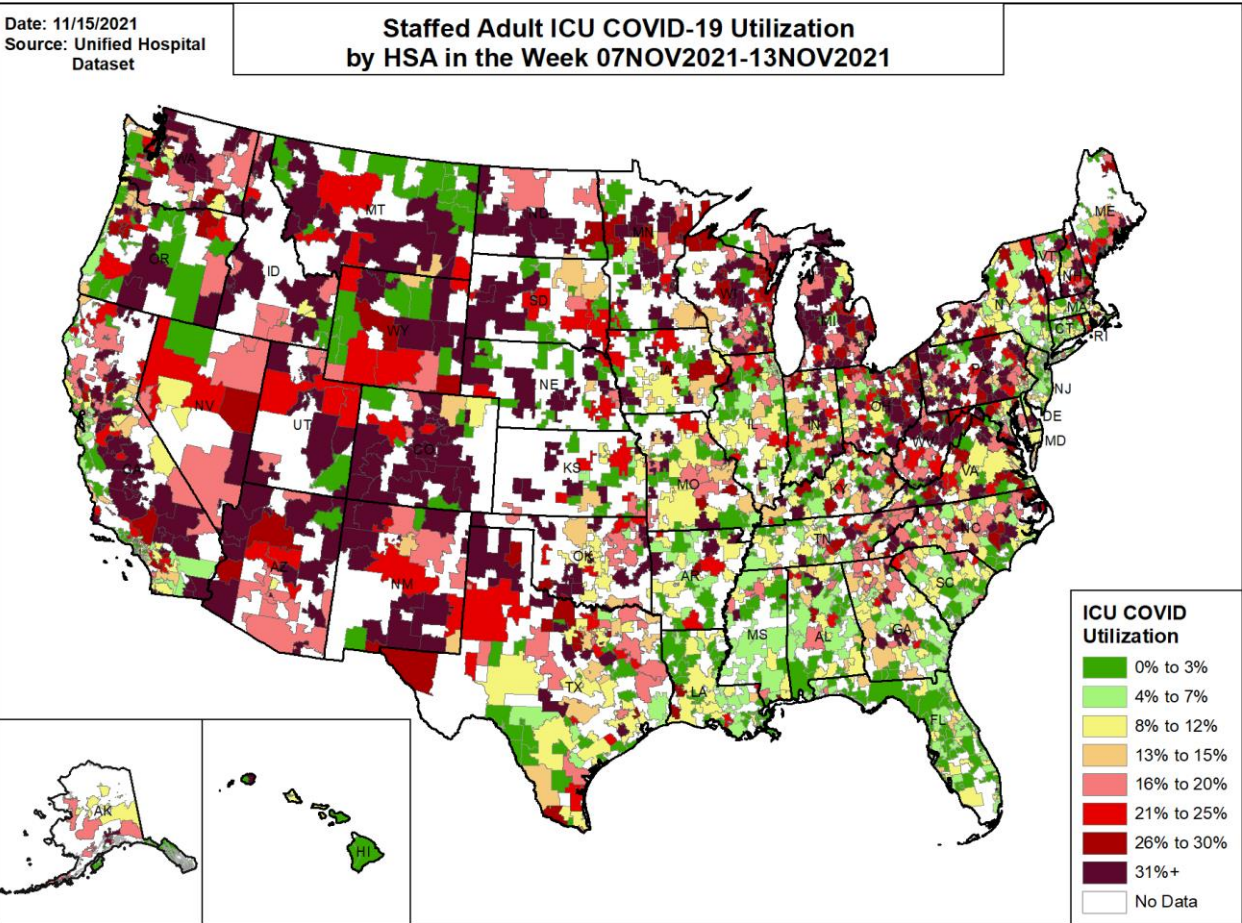 Date: 11/15/2021
Source: Unified Hospital
Dataset
Staffed Adult ICU COVID-19 Utilization
by HSA in the Week 07NOV2021-13NOV2021
WA
MT
ND
MN
ME
OR
ID
SD
WI
VT
NH
NY
MA
WY
MI
CT
RI
NE
PA
NJ
NV
UT
IL
IN
OH
DE
MD
CO
WV
CA
KS
MO
KY
VA
AZ
NM
OK
AR
TN
NC
SC
MS
AL
GA
TX
LA
FL
AK
HI
ICU COVID
Utilization
0% to 3%
4% to 7%
8% to 12%
13% to 15%
16% to 20%
21% to 25%
26% to 30%
31%+
No Data